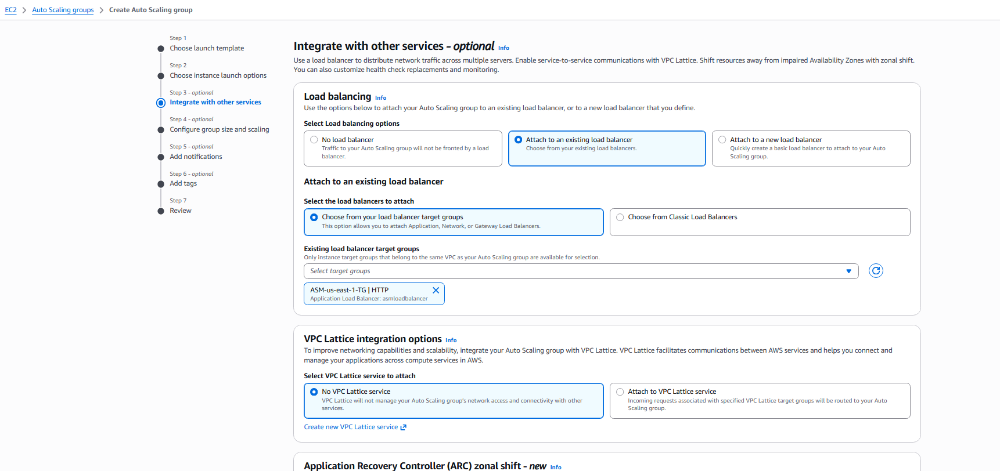 EC2 > Auto Scaling groups > Create Auto Scaling group
Step 1
Choose launch template
Step 2
Choose instance launch options
Step 3 - optional
Integrate with other services
Step 4 - optional
Configure group size and scaling
Step 5 - optional
Add notifications
Step 6 - optional
Add tags
Step 7
Review
Integrate with other services - optional Info
Use a load balancer to distribute network traffic across multiple servers. Enable service-to-service communications with VPC Lattice. Shift resources away from impaired Availability Zones with zonal shift.
You can also customize health check replacements and monitoring.
Load balancing Info
Use the options below to attach your Auto Scaling group to an existing load balancer, or to a new load balancer that you define.
Select Load balancing options
No load balancer
Traffic to your Auto Scaling group will not be fronted by a load
balancer.
Attach to an existing load balancer
Choose from your existing load balancers.
Attach to a new load balancer
Quickly create a basic load balancer to attach to your Auto
Scaling group.
Attach to an existing load balancer
Select the load balancers to attach
Choose from your load balancer target groups
This option allows you to attach Application, Network, or Gateway Load Balancers.
Choose from Classic Load Balancers
Existing load balancer target groups
Only instance target groups that belong to the same VPC as your Auto Scaling group are available for selection.
Select target groups
ASM-us-east-1-TG | HTTP
Application Load Balancer: asmloadbalancer
VPC Lattice integration options Info
To improve networking capabilities and scalability, integrate your Auto Scaling group with VPC Lattice. VPC Lattice facilitates communications between AWS services and helps you connect and
manage your applications across compute services in AWS.
Select VPC Lattice service to attach
No VPC Lattice service
VPC Lattice will not manage your Auto Scaling group's network access and connectivity with other
services.
Attach to VPC Lattice service
Incoming requests associated with specified VPC Lattice target groups will be routed to your Auto
Scaling group.
Create new VPC Lattice service
Application Recovery Controller (ARC) zonal shift - new Info